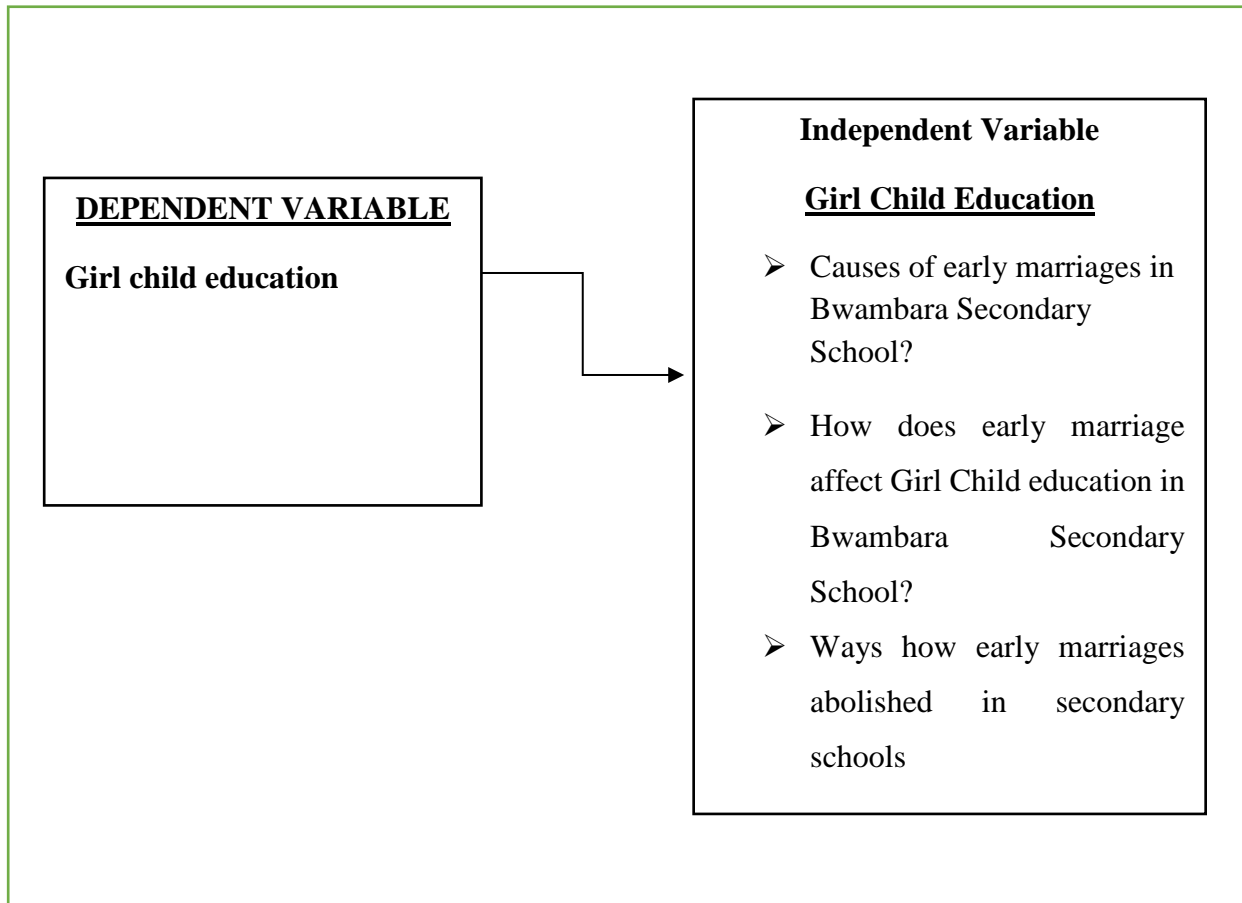 DEPENDENT VARIABLE
Girl child education
Independent Variable
Girl Child Education
➢ Causes of early marriages in
Bwambara Secondary
School?
➢ How does early marriage
affect Girl Child education in
Bwambara Secondary
School?
➢ Ways how early marriages
abolished in secondary
schools